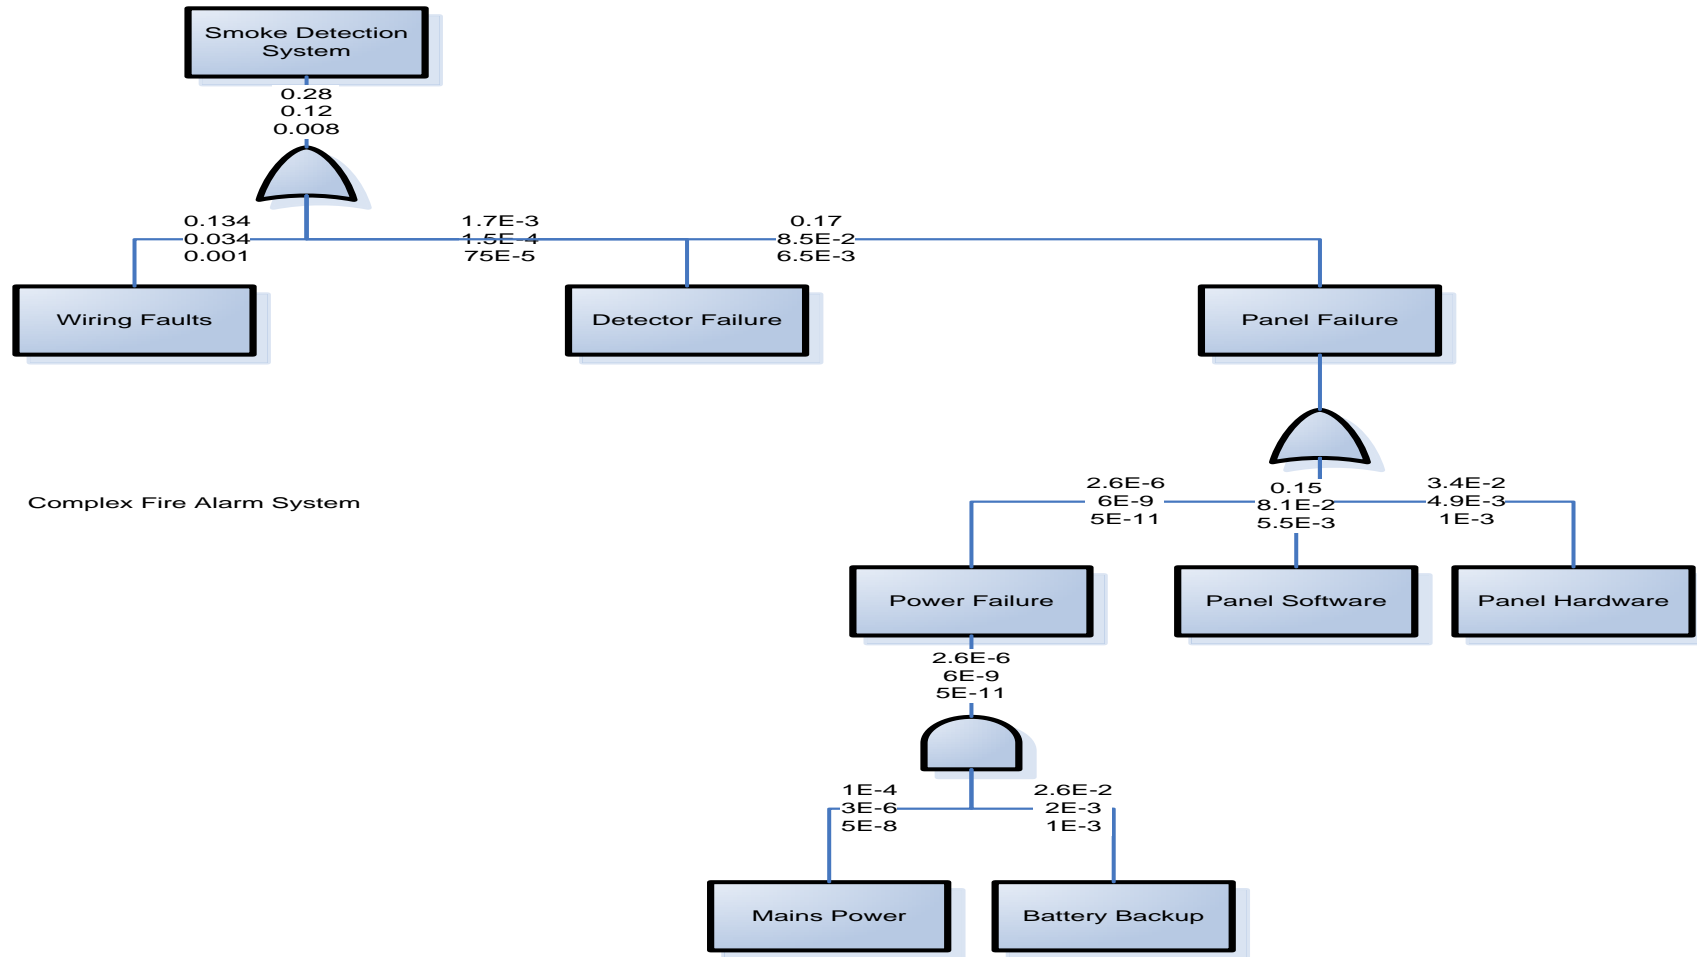 Smoke Detection
System
0.28
0.12
0.008
0.134
0.034
0.001
1.7E-3
1.5E-4
75E-5
0.17
8.5E-2
6.5E-3
Wiring Faults
Detector Failure
Panel Failure
Complex Fire Alarm System
2.6E-6
6E-9
5E-11
0.15
8.1E-2
5.5E-3
3.4E-2
4.9E-3
1E-3
Power Failure
Panel Software
Panel Hardware
2.6E-6
6E-9
5E-11
1E-4
3E-6
5E-8
2.6E-2
2E-3
1E-3
Mains Power
Battery Backup